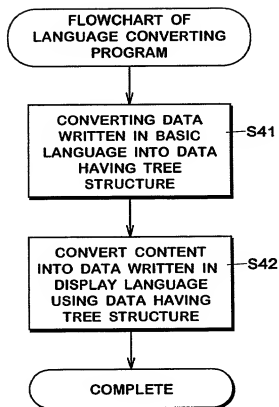 FLOWCHART OF
LANGUAGE CONVERTING
PROGRAM
CONVERTING DATA
WRITTEN IN BASIC
LANGUAGE INTO DATA
HAVING TREE
STRUCTURE
S41
CONVERT CONTENT
INTO DATA WRITTEN IN
DISPLAY LANGUAGE
USING DATA HAVING
TREE STRUCTURE
S42
COMPLETE